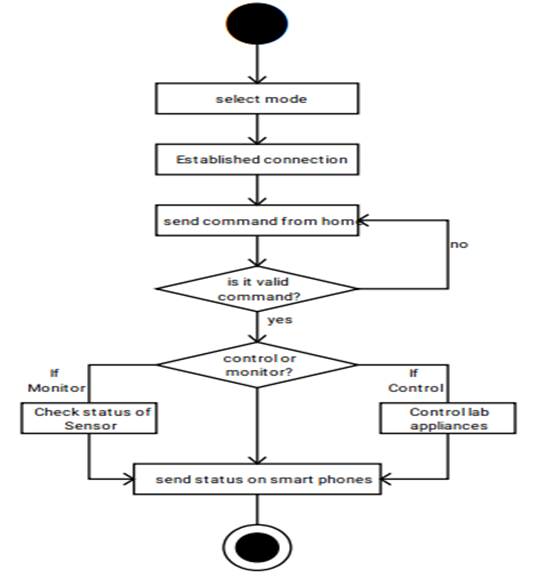 select mode
Established connection
send command from home
no
is it valid
command?
yes
control or
monitor?
If
Monitor
If
Control
Check status of
Sensor
Control lab
appliances
send status on smart phones